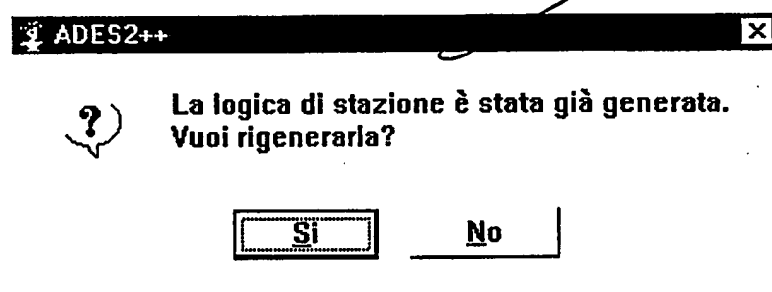 ADES2++
La logica di stazione è stata già generata.
Vuoi rigenerarla?
Si
No